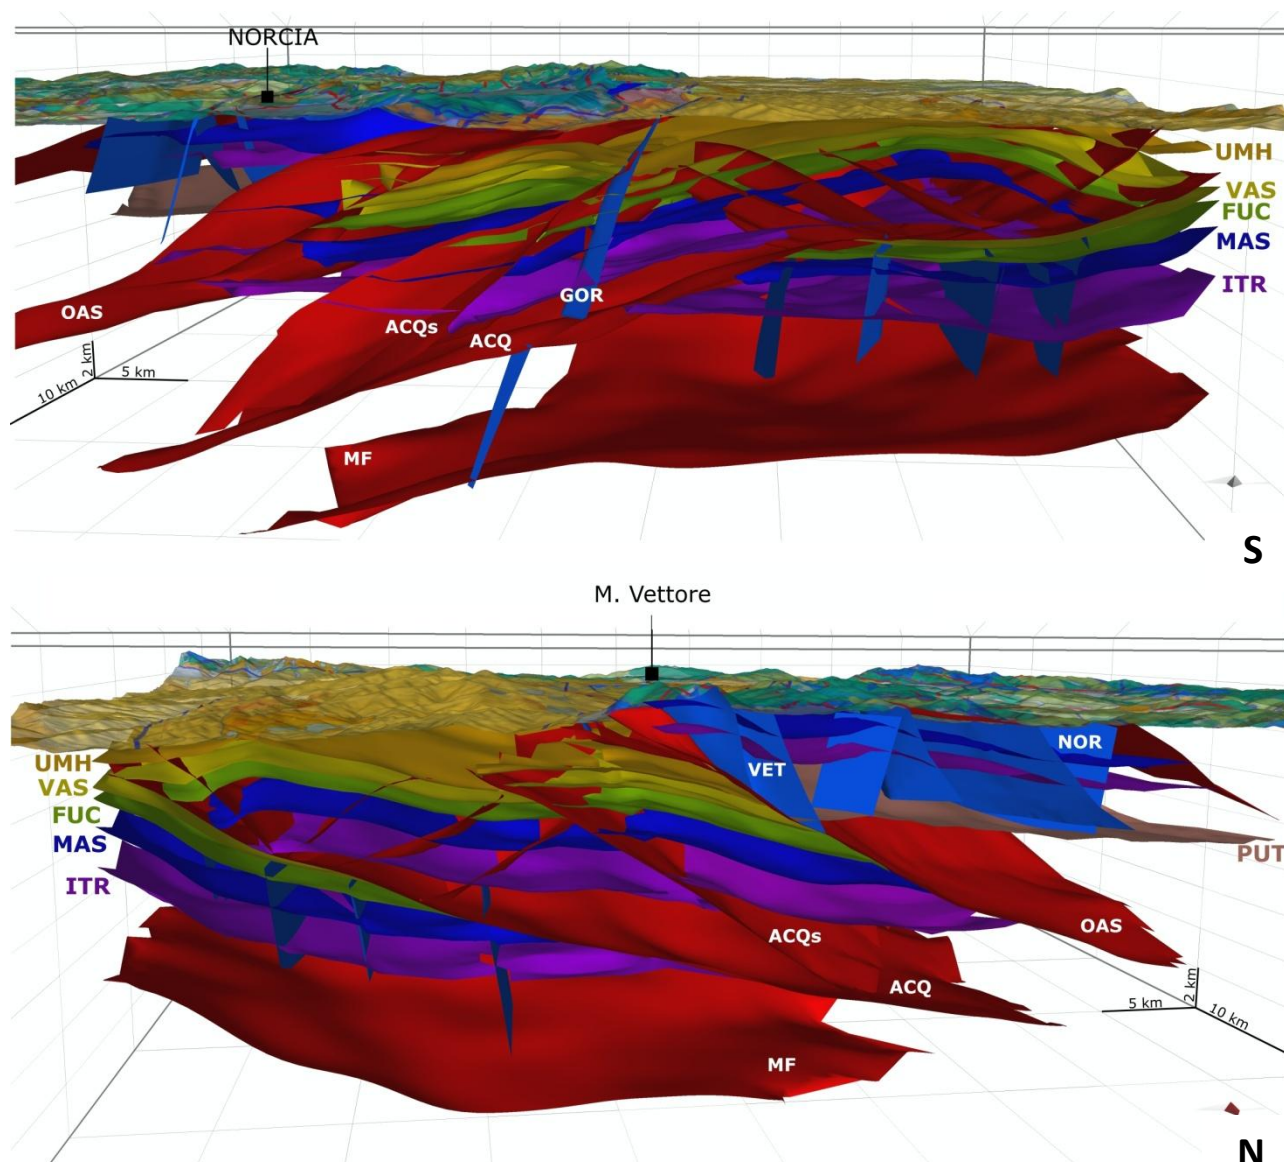 NORCIA
UMH
VAS
FUC
MAS
ITR
GOR
OAS
ACQs
ACQ
2 km
5 km
10 km
MF
S
M. Vettore
NOR
UMH
VET
VAS
FUC
MAS
PUT
ITR
OAS
ACQs
ACQ
2 km
5 km
10 km
MF
N